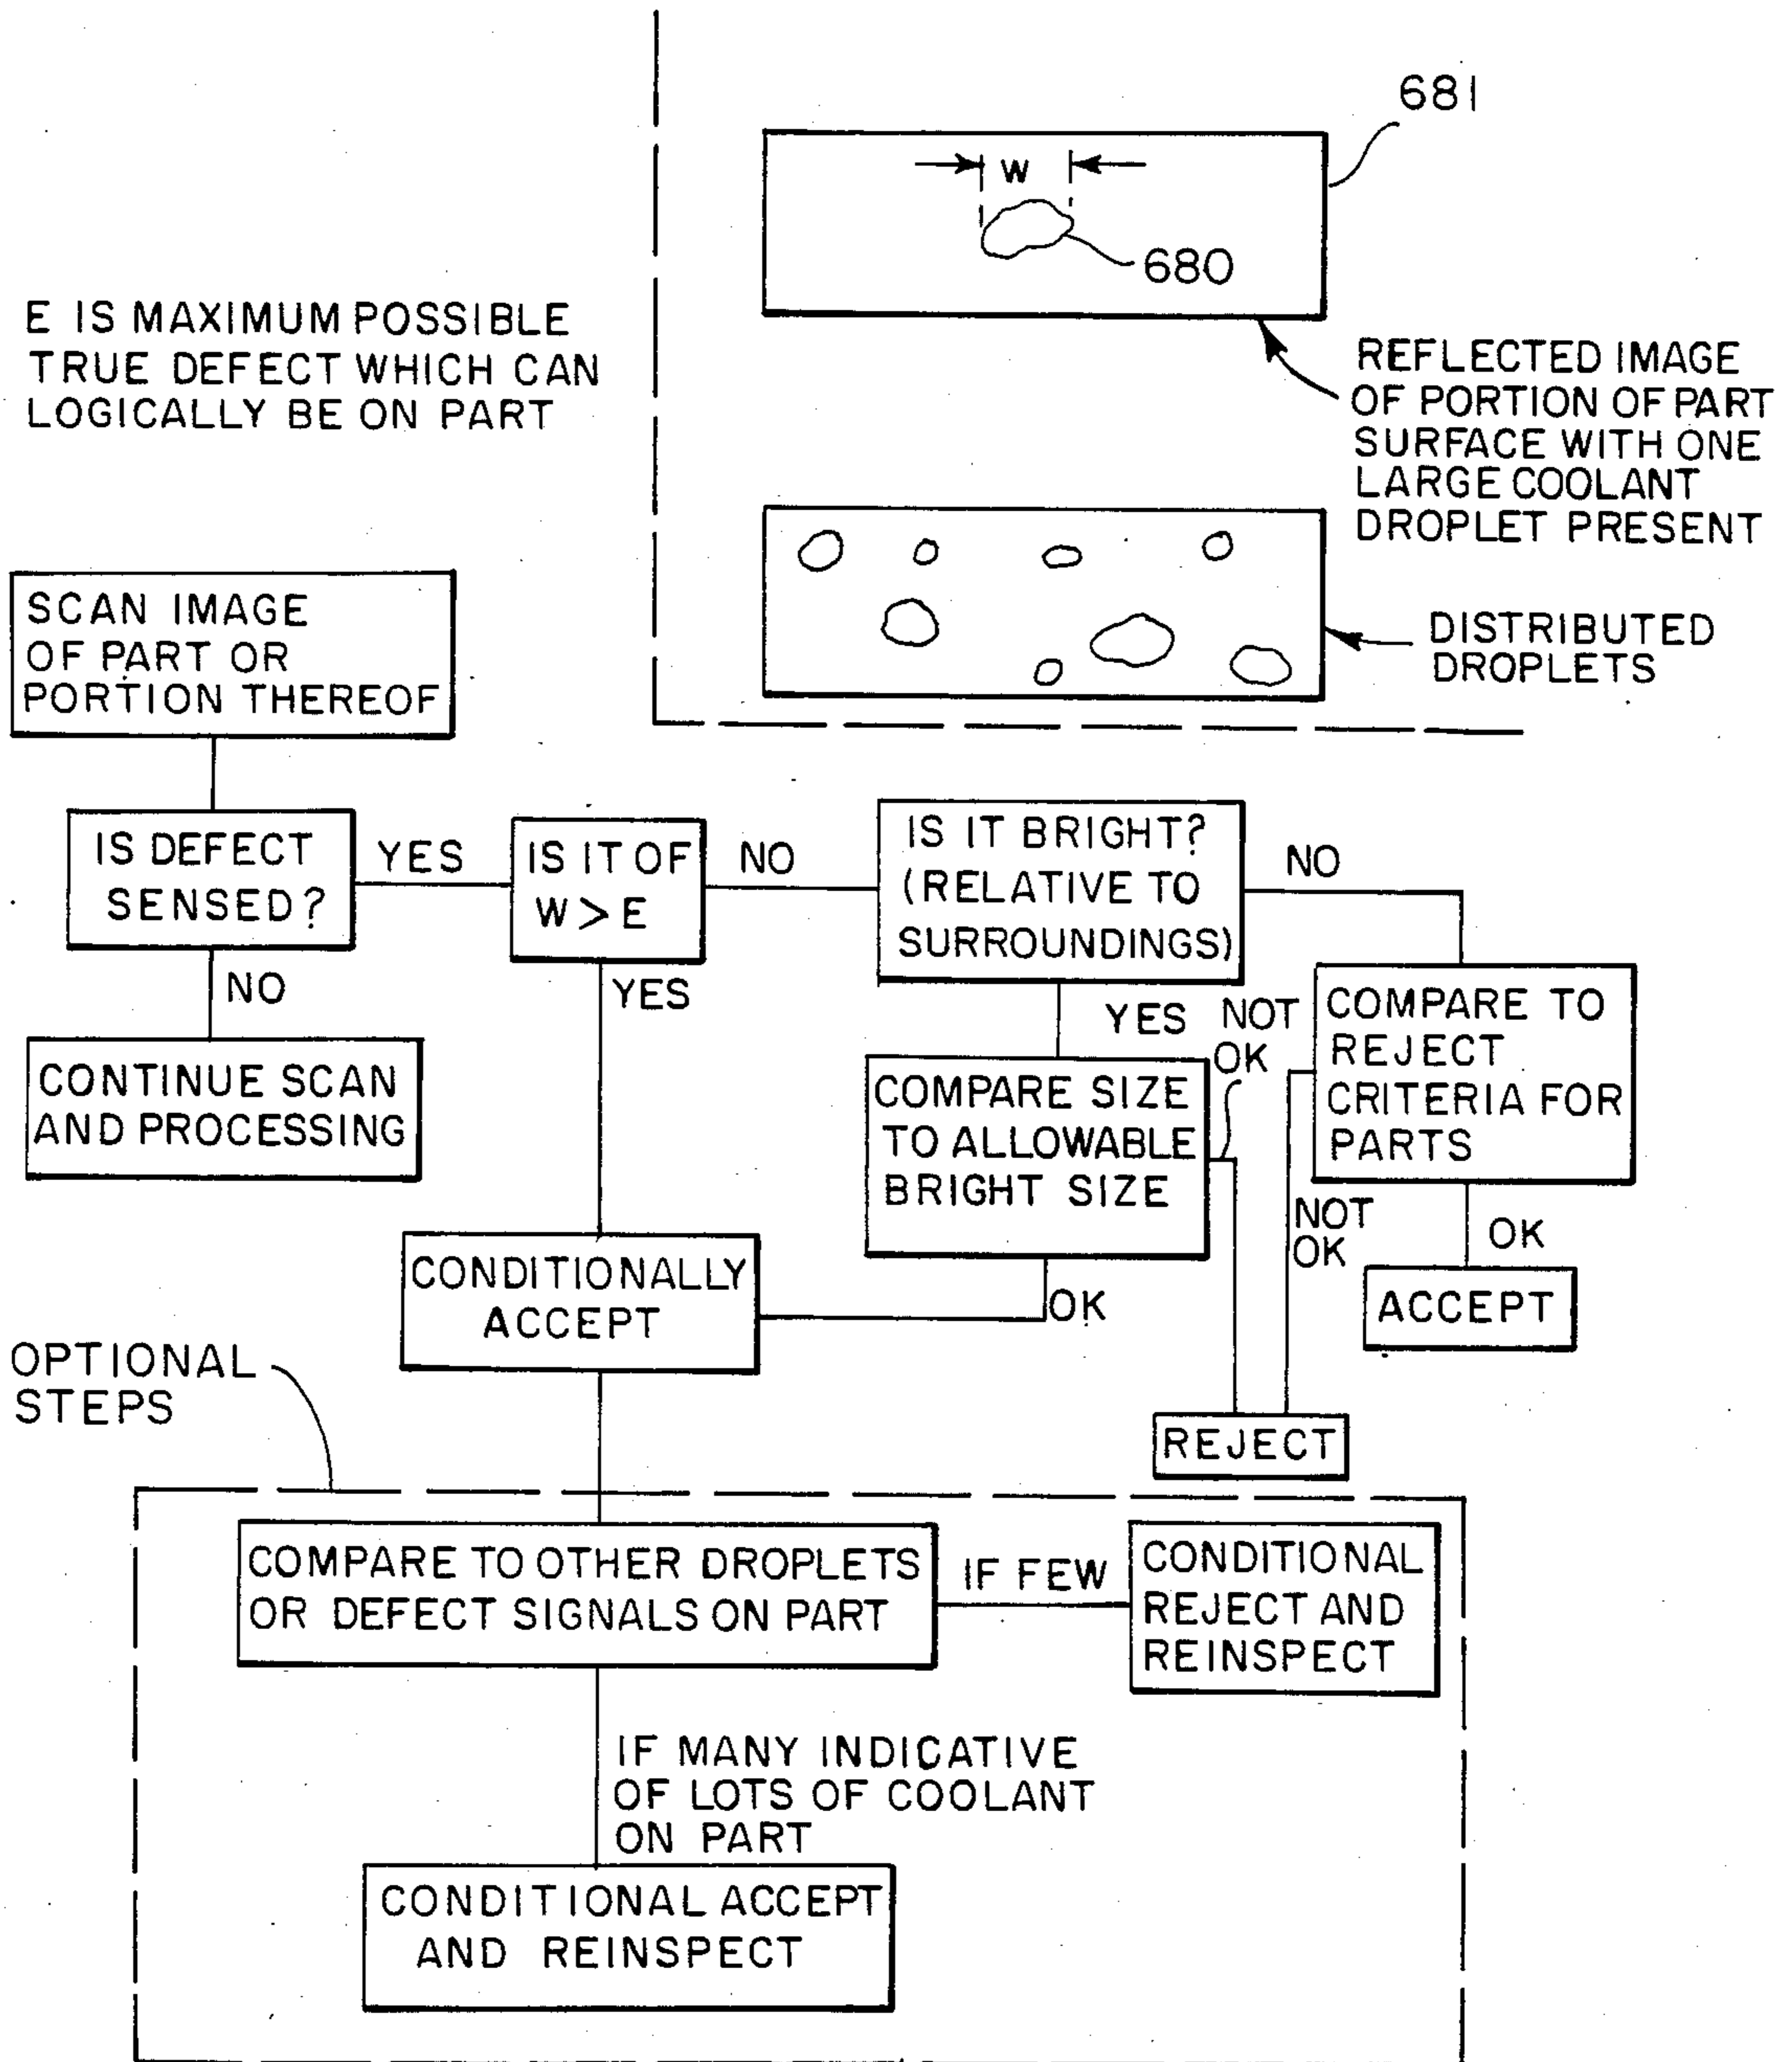 681
W
680
E IS MAXIMUM POSSIBLE
TRUE DEFECT WHICH CAN
LOGICALLY BE ON PART
REFLECTED IMAGE
OF PORTION OF PART
SURFACE WITH ONE
LARGE COOLANT
DROPLET PRESENT
DISTRIBUTED
DROPLETS
SCAN IMAGE
OF PART OR
PORTION THEREOF
IS DEFECT
SENSED?
YES
IS IT OF
W > E
NO
IS IT BRIGHT?
(RELATIVE TO
SURROUNDINGS)
NO
NO
YES
YES
NOT
OK
CONTINUE SCAN
AND PROCESSING
COMPARE SIZE
TO ALLOWABLE
BRIGHT SIZE
COMPARE TO
REJECT
CRITERIA FOR
PARTS
NOT
OK
OK
CONDITIONALLY
ACCEPT
OK
ACCEPT
OPTIONAL
STEPS
REJECT
COMPARE TO OTHER DROPLETS
OR DEFECT SIGNALS ON PART
IF FEW
CONDITIONAL
REJECT AND
REINSPECT
IF MANY INDICATIVE
OF LOTS OF COOLANT
ON PART
CONDITIONAL ACCEPT
AND REINSPECT